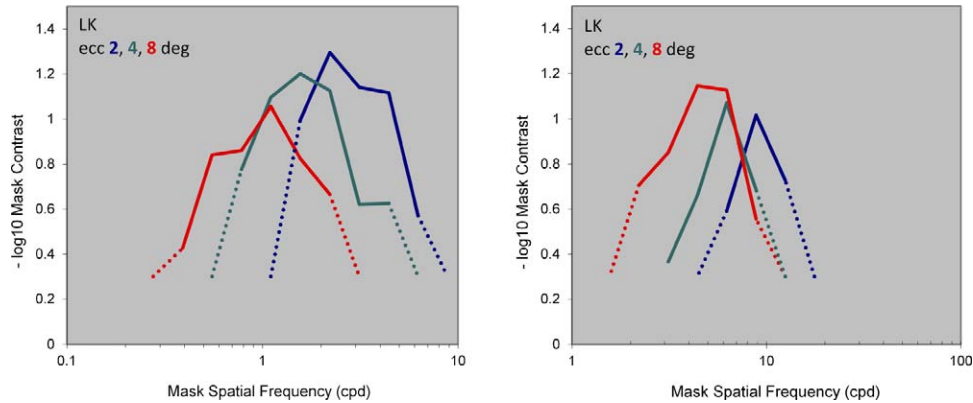 LK
ecc 2, 4, 8 deg
1.4
1.2
1
0.8
0.6
0.4
0.2
0
- log10 Mask Contrast
0.1
1
10
Mask Spatial Frequency (cpd)
LK
ecc 2, 4, 8 deg
1.4
1.2
1
0.8
0.6
0.4
0.2
0
- log10 Mask Contrast
1
10
100
Mask Spatial Frequency (cpd)